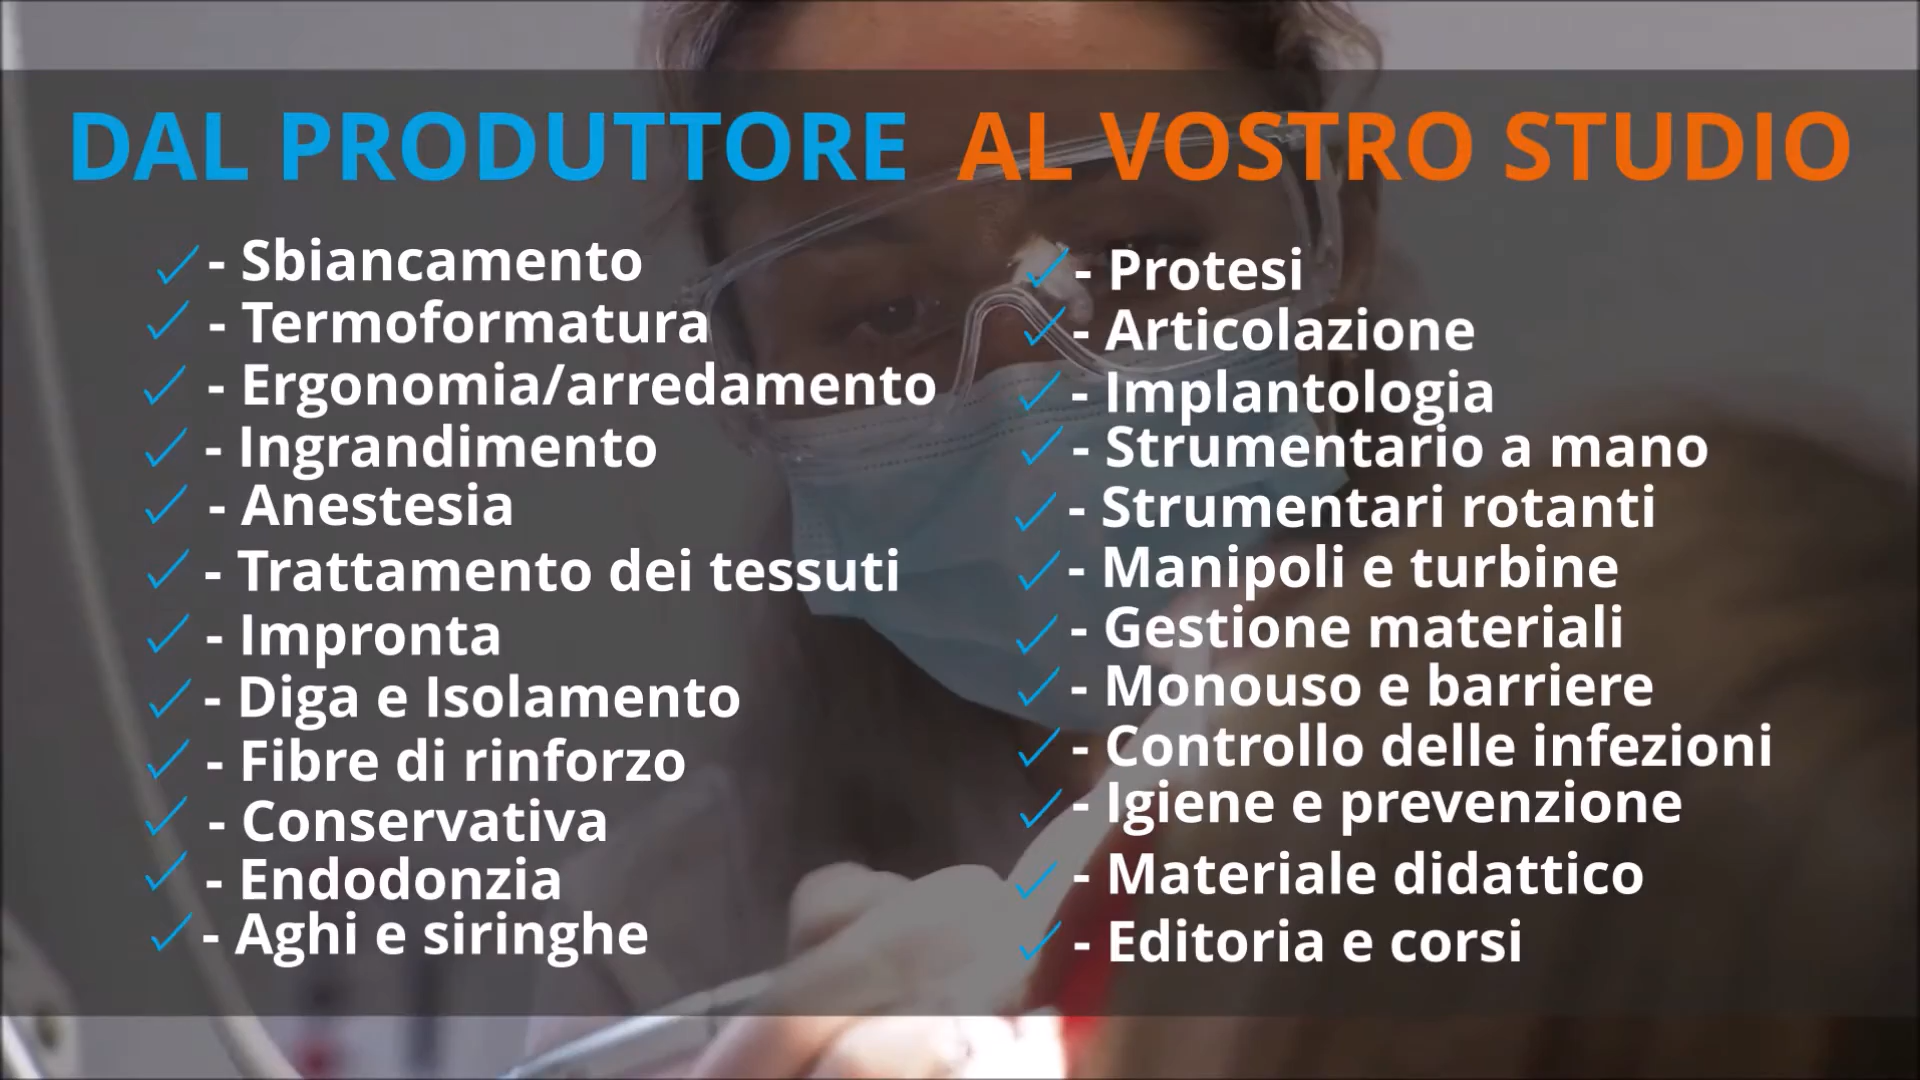 DAL PRODUTTORE AL VOSTRO STUDIO
- Sbiancamento
- Termoformatura
- Ergonomia/arredamento
- Ingrandimento
- Anestesia
- Trattamento dei tessuti
- Impronta
- Diga e Isolamento
- Fibre di rinforzo
- Conservativa
- Endodonzia
- Aghi e siringhe
- Protesi
- Articolazione
- Implantologia
- Strumentario a mano
- Strumentari rotanti
- Manipoli e turbine
- Gestione materiali
- Monouso e barriere
- Controllo delle infezioni
- Igiene e prevenzione
- Materiale didattico
- Editoria e corsi